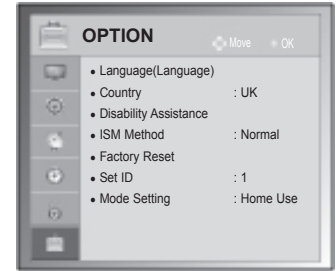 OPTION
Move OK
• Language(Language)
• Country : UK
• Disability Assistance
• ISM Method : Normal
• Factory Reset
• Set ID : 1
• Mode Setting : Home Use